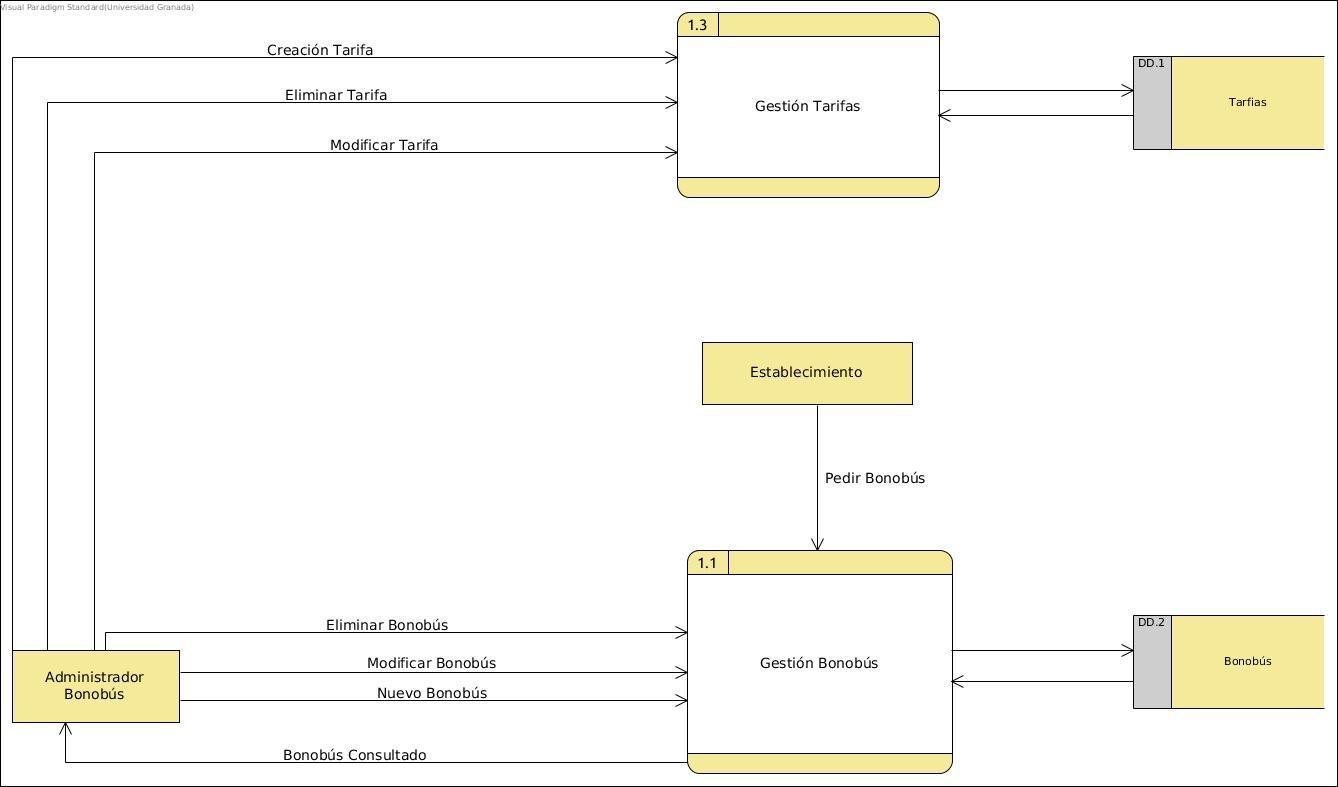 Visual Paradigm Standard(Universidad Granada)
1.3
Creación Tarifa
Eliminar Tarifa
Modificar Tarifa
Gestión Tarifas
DD.1
Tarfias
Establecimiento
Pedir Bonobús
1.1
Eliminar Bonobús
Modificar Bonobús
Nuevo Bonobús
Bonobús Consultado
Administrador
Bonobús
Gestión Bonobús
DD.2
Bonobús